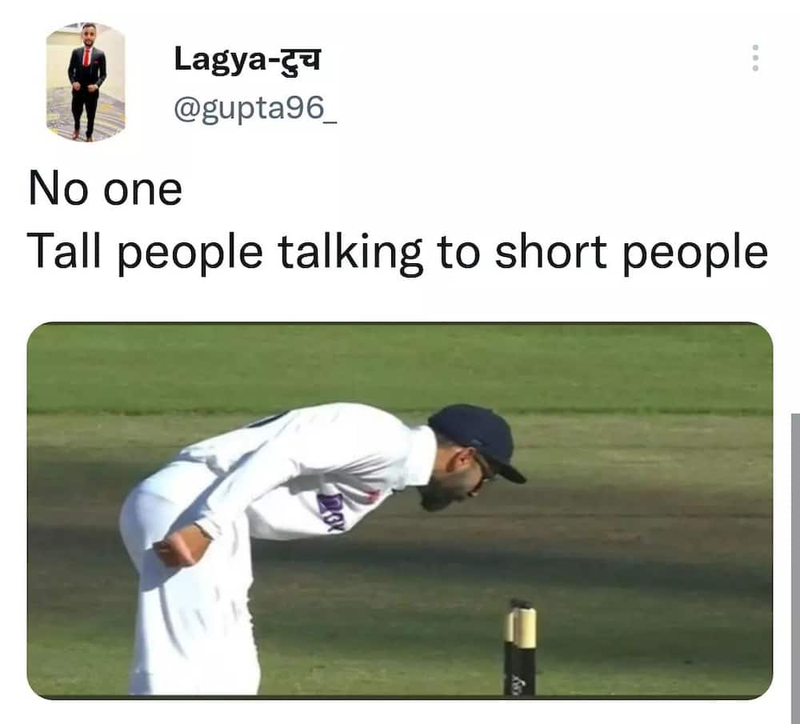 Lagya-टुच
@gupta96_
No one
Tall people talking to short people